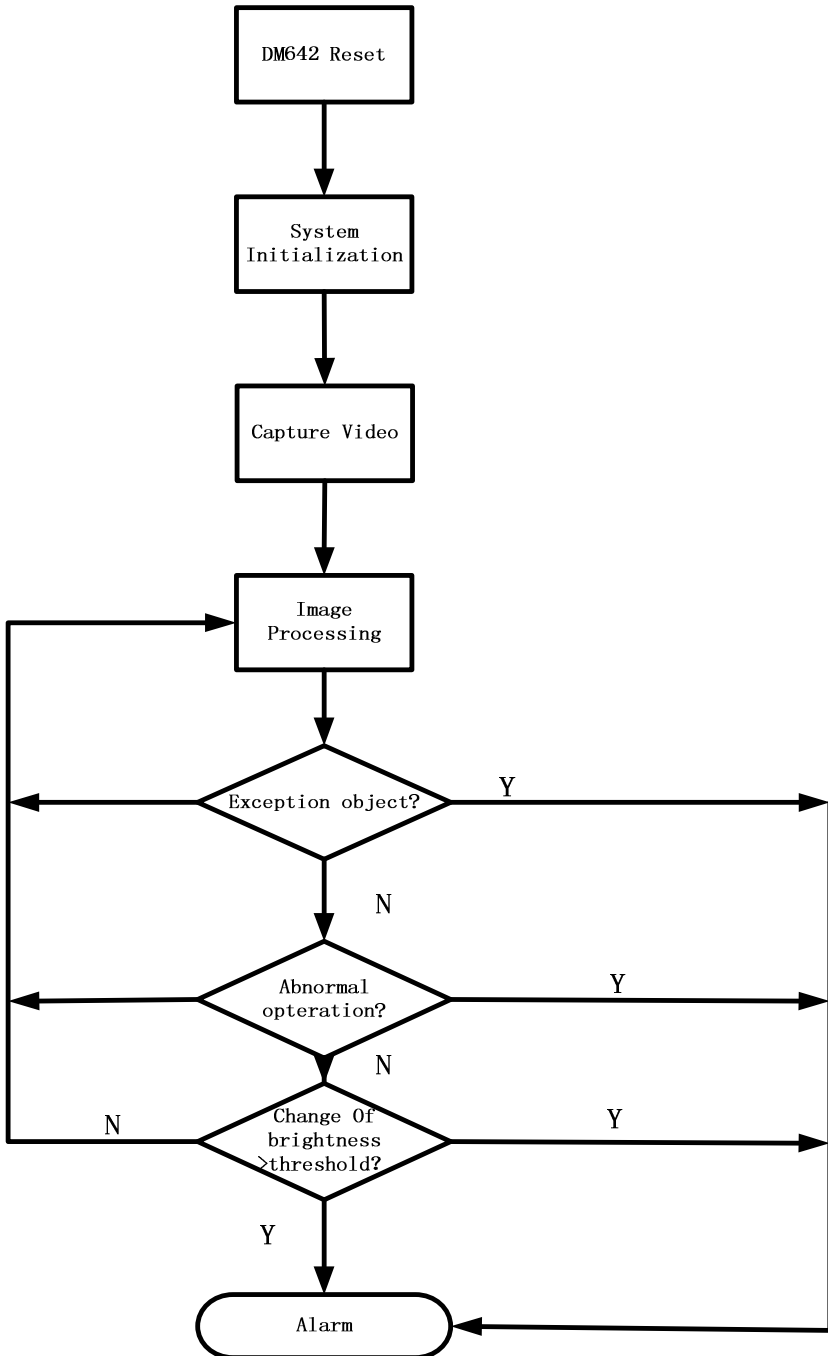 DM642 Reset
System
Initialization
Capture Video
Image
Processing
Exception object?
Y
N
Abnormal
opteration?
Y
N
Change Of
brightness
>threshold?
N
Y
Y
Alarm